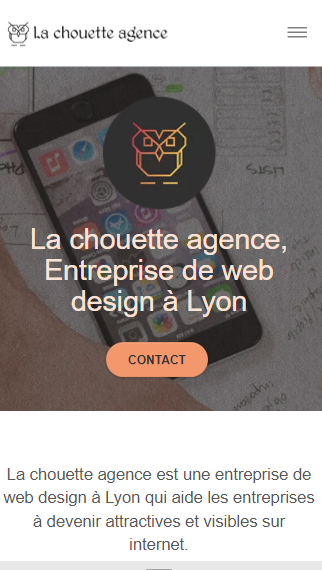 La chouette agence
LISTS
La chouette agence,
Entreprise de web
design à Lyon
CONTACT
La chouette agence est une entreprise de
web design à Lyon qui aide les entreprises
à devenir attractives et visibles sur
internet.